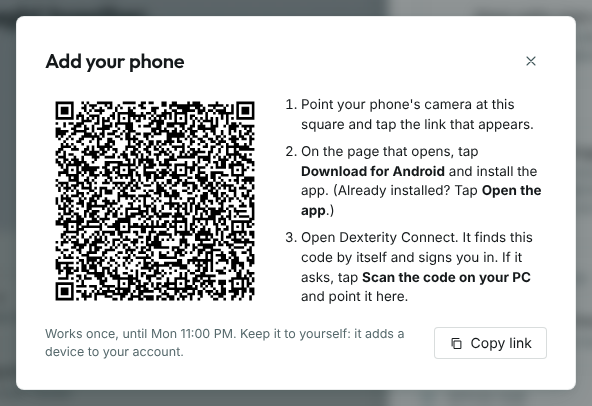 Add your phone
1. Point your phone's camera at this
square and tap the link that appears.
2. On the page that opens, tap
Download for Android and install the
app. (Already installed? Tap Open the
app.)
3. Open Dexterity Connect. It finds this
code by itself and signs you in. If it
asks, tap Scan the code on your PC
and point it here.
Works once, until Mon 11:00 PM. Keep it to yourself: it adds a
device to your account.
Copy link